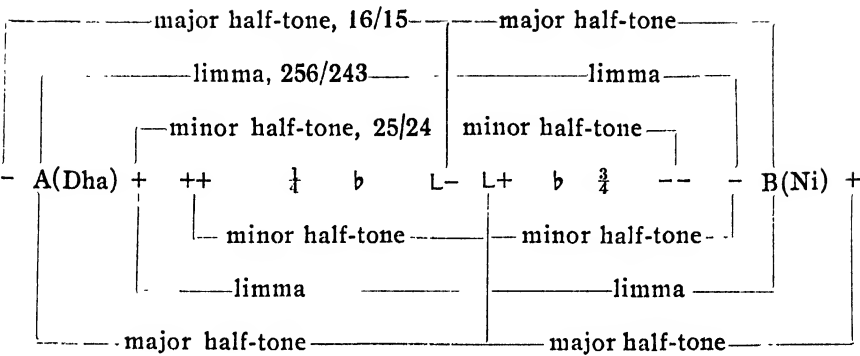 major half-tone, 16/15 major half-tone
limma, 256/243 limma
minor half-tone, 25/24 minor half-tone
- A(Dha) + ++ ¼ ♭ L- L+ ♭ ¾ -- - B(Ni) +
minor half-tone minor half-tone
limma limma
major half-tone major half-tone